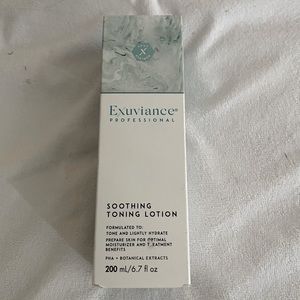 X
Exuviance®
PROFESSIONAL
SOOTHING
TONING LOTION
FORMULATED TO:
TONE AND LIGHTLY HYDRATE
PREPARE SKIN FOR OPTIMAL
MOISTURIZER AND TREATMENT
BENEFITS
PHA + BOTANICAL EXTRACTS
200 mL/6.7 fl oz